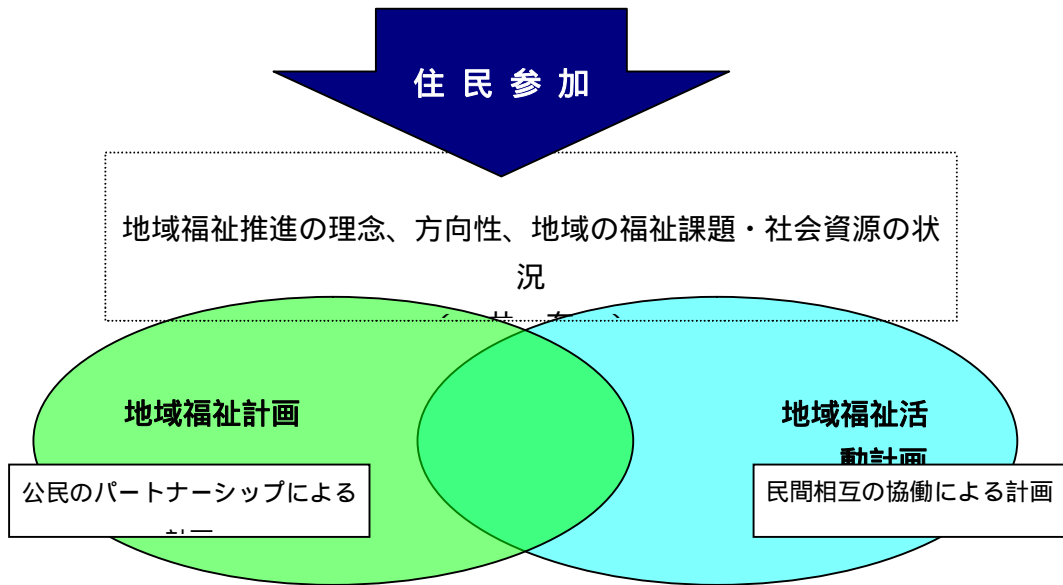 住 民 参 加
地域福祉推進の理念、方向性、地域の福祉課題・社会資源の状
況
地域福祉計画
地域福祉活
動計画
公民のパートナーシップによる
民間相互の協働による計画